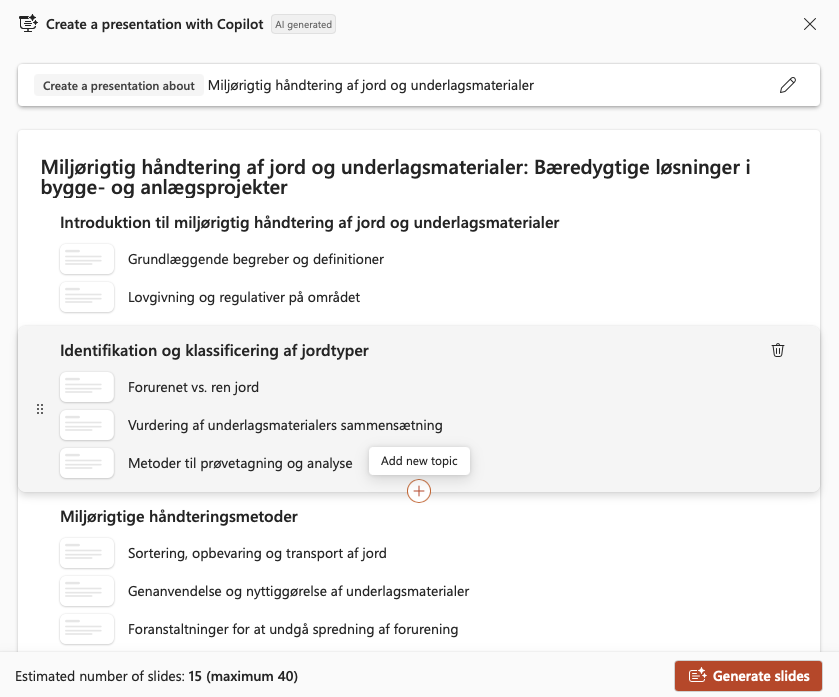 Create a presentation with Copilot AI generated
Create a presentation about Miljørigtig håndtering af jord og underlagsmaterialer
Miljørigtig håndtering af jord og underlagsmaterialer: Bæredygtige løsninger i
bygge- og anlægsprojekter
Introduktion til miljørigtig håndtering af jord og underlagsmaterialer
Grundlæggende begreber og definitioner
Lovgivning og regulativer på området
Identifikation og klassificering af jordtyper
Forurenet vs. ren jord
Vurdering af underlagsmaterialers sammensætning
Metoder til prøvetagning og analyse
Add new topic
Miljørigtige håndteringsmetoder
Sortering, opbevaring og transport af jord
Genanvendelse og nyttiggørelse af underlagsmaterialer
Foranstaltninger for at undgå spredning af forurening
Estimated number of slides: 15 (maximum 40)
Generate slides